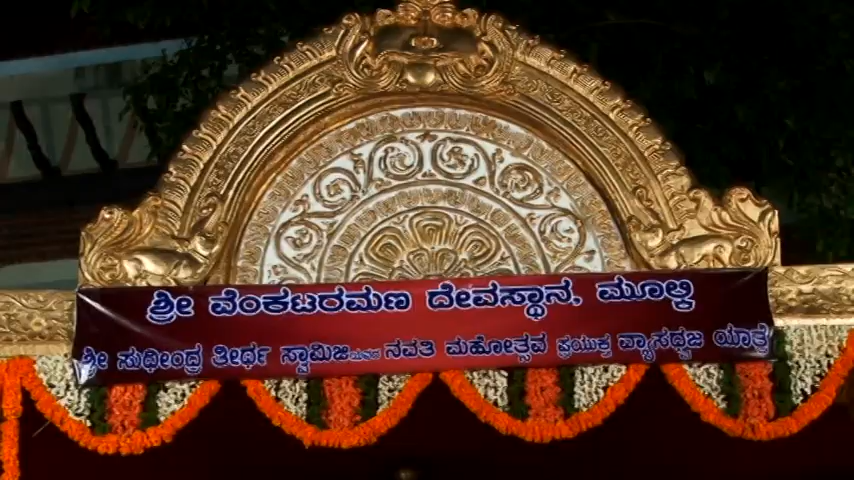 ಶ್ರೀ ವೆಂಕಟರಮಣ ದೇವಸ್ಥಾನ, ಮೂಲ್ಕಿ
ಶ್ರೀ ಸುಧೀಂದ್ರ ತೀರ್ಥ ಸ್ವಾಮೀಜಿ ನವತಿ ಮಹೋತ್ಸವ ಪ್ರಯುಕ್ತ ವ್ಯಾಸಧ್ವಜ ಯಾತ್ರೆ